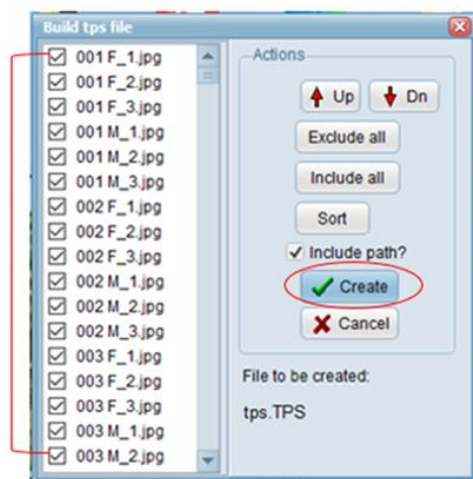 Build tps file
001 F_1.jpg
001 F_2.jpg
001 F_3.jpg
001 M_1.jpg
001 M_2.jpg
001 M_3.jpg
002 F_1.jpg
002 F_2.jpg
002 F_3.jpg
002 M_1.jpg
002 M_2.jpg
002 M_3.jpg
003 F_1.jpg
003 F_2.jpg
003 F_3.jpg
003 M_1.jpg
003 M_2.jpg
Actions
Up Dn
Exclude all
Include all
Sort
Include path?
Create
Cancel
File to be created:
tps.TPS